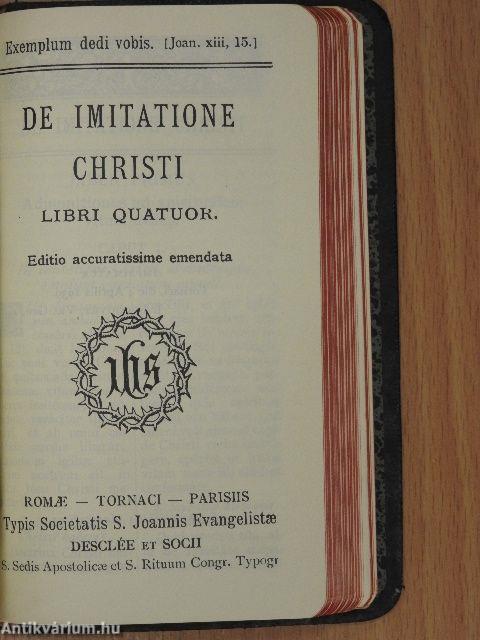 Exemplum dedi vobis. [Joan. xiii, 15.]
DE IMITATIONE
CHRISTI
LIBRI QUATUOR.
Editio accuratissime emendata
ihs
ROMÆ — TORNACI — PARISIIS
Typis Societatis S. Joannis Evangelistæ
DESCLÉE ET SOCII
S. Sedis Apostolicæ et S. Rituum Congr. Typogr
Antikvárium.hu